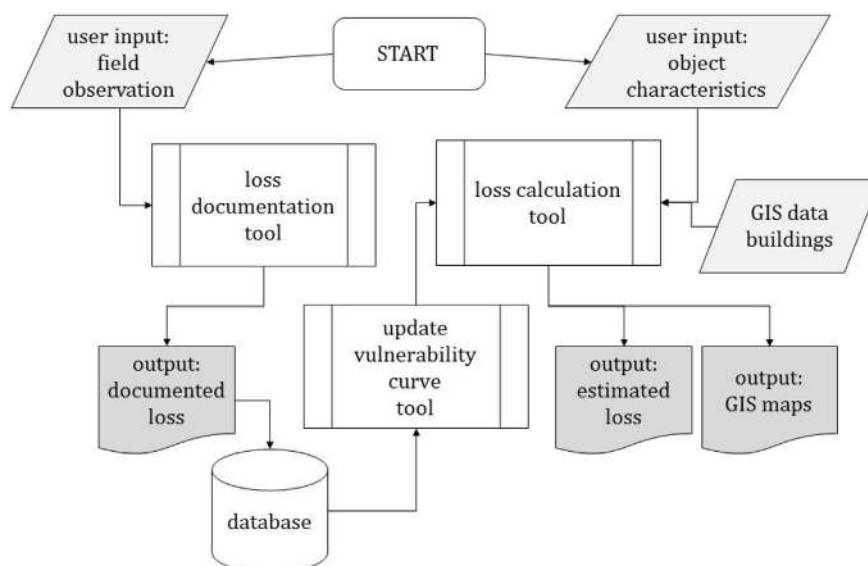 user input:
field
observation
START
user input:
object
characteristics
loss
documentation
tool
loss calculation
tool
GIS data
buildings
update
vulnerability
curve
tool
output:
documented
loss
output:
estimated
loss
output:
GIS maps
database